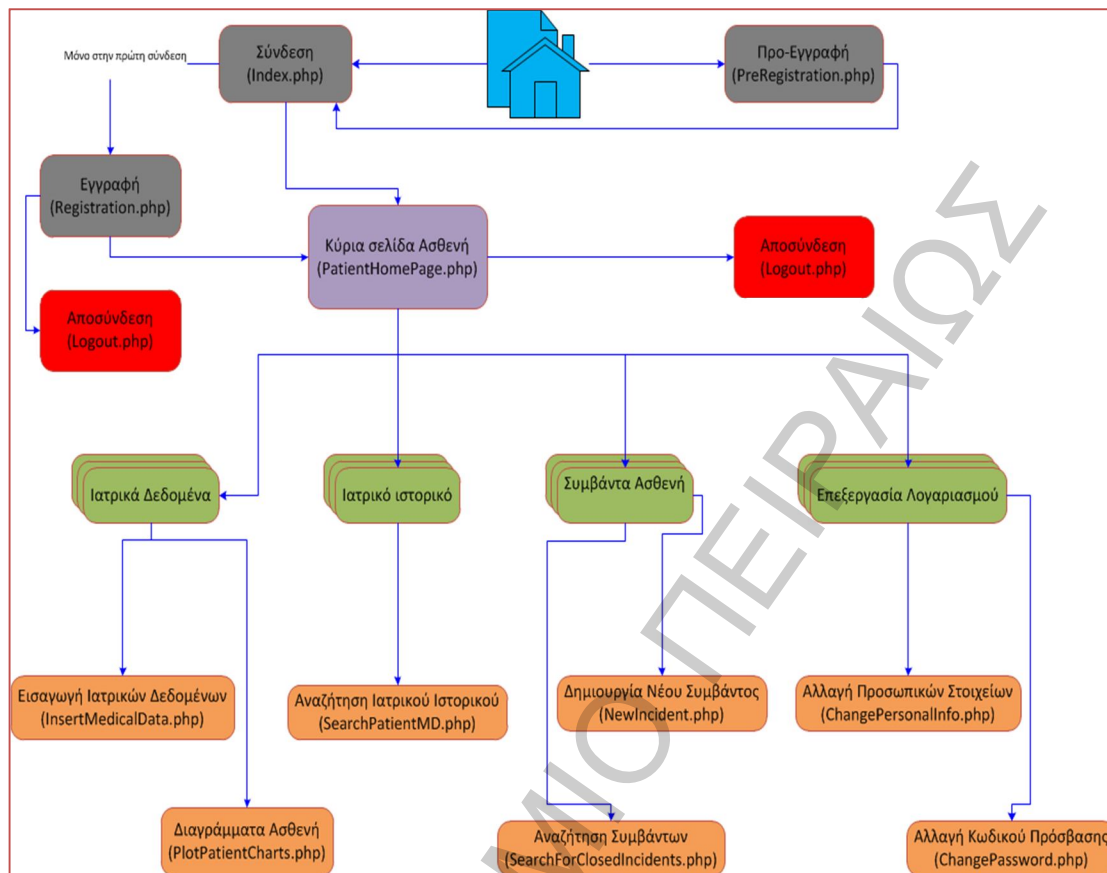 Μόνο στην πρώτη σύνδεση
Σύνδεση
(Index.php)
Προ-Εγγραφή
(PreRegistration.php)
Εγγραφή
(Registration.php)
Κύρια σελίδα Ασθενή
(PatientHomePage.php)
Αποσύνδεση
(Logout.php)
Αποσύνδεση
(Logout.php)
Ιατρικά Δεδομένα
Ιατρικό ιστορικό
Συμβάντα Ασθενή
Επεξεργασία Λογαριασμού
Εισαγωγή Ιατρικών Δεδομένων
(InsertMedicalData.php)
Αναζήτηση Ιατρικού Ιστορικού
(SearchPatientMD.php)
Δημιουργία Νέου Συμβάντος
(NewIncident.php)
Αλλαγή Προσωπικών Στοιχείων
(ChangePersonalInfo.php)
Διαγράμματα Ασθενή
(PlotPatientCharts.php)
Αναζήτηση Συμβάντων
(SearchForClosedIncidents.php)
Αλλαγή Κωδικού Πρόσβασης
(ChangePassword.php)
ΜΙΟ ΠΕΙΡΑΙΩΣ